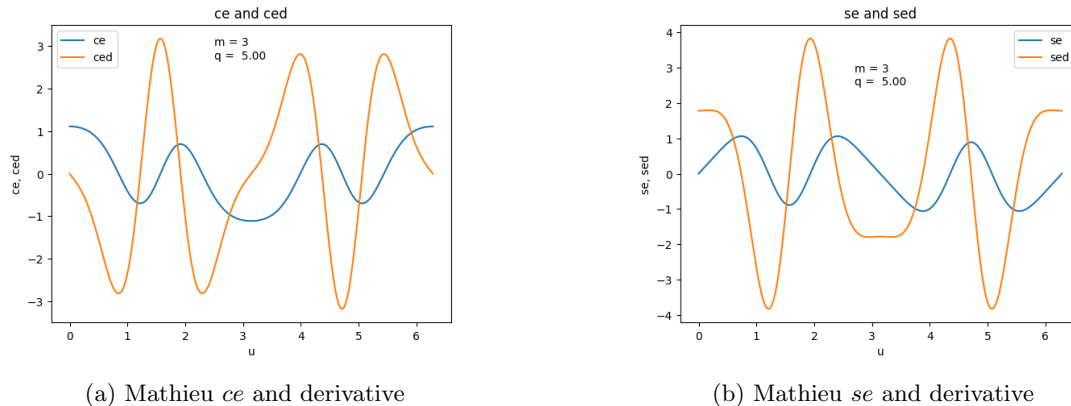 ce and ced
ce
ced
m = 3
q = 5.00
3
2
1
0
−1
−2
−3
ce, ced
0 1 2 3 4 5 6
u
(a) Mathieu ce and derivative
se and sed
se
sed
m = 3
q = 5.00
4
3
2
1
0
−1
−2
−3
−4
se, sed
0 1 2 3 4 5 6
u
(b) Mathieu se and derivative